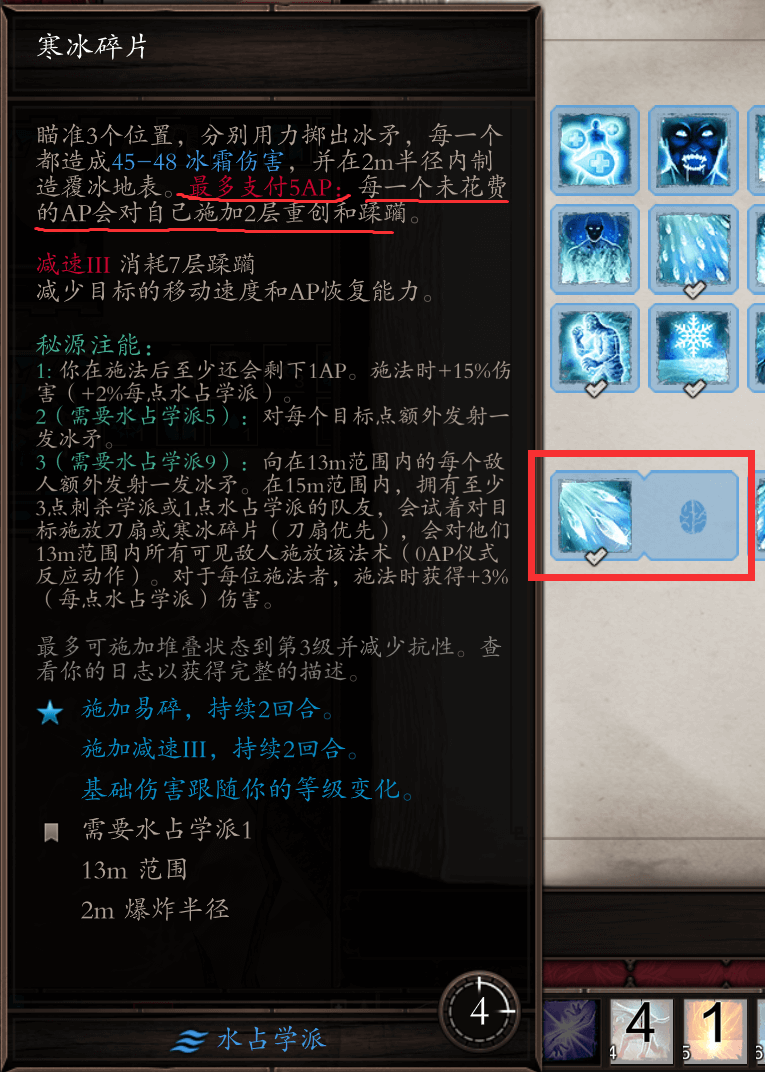 寒冰碎片
瞄准3个位置，分别用力掷出冰矛，每一个
都造成45-48 冰霜伤害，并在2m半径内制
造覆冰地表。最多支付5AP：每一个未花费
的AP会对自己施加2层重创和蹂躏。
减速III 消耗7层蹂躏
减少目标的移动速度和AP恢复能力。
秘源注能：
1: 你在施法后至少还会剩下1AP。施法时+15%伤
害（+2%每点水占学派）。
2（需要水占学派5）：对每个目标点额外发射一
发冰矛。
3（需要水占学派9）：向在13m范围内的每个敌
人额外发射一发冰矛。在15m范围内，拥有至少
3点刺杀学派或1点水占学派的队友，会试着对目
标施放刀扇或寒冰碎片（刀扇优先），会对他们
13m范围内所有可见敌人施放该法术（0AP仪式
反应动作）。对于每位施法者，施法时获得+3%
（每点水占学派）伤害。
最多可施加堆叠状态到第3级并减少抗性。查
看你的日志以获得完整的描述。
施加易碎，持续2回合。
施加减速III，持续2回合。
基础伤害跟随你的等级变化。
需要水占学派1
13m 范围
2m 爆炸半径
4
水占学派
4 4
5 1
6